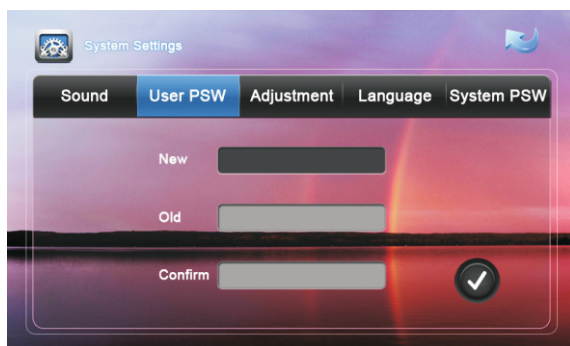 System Settings
Sound User PSW Adjustment Language System PSW
New
Old
Confirm